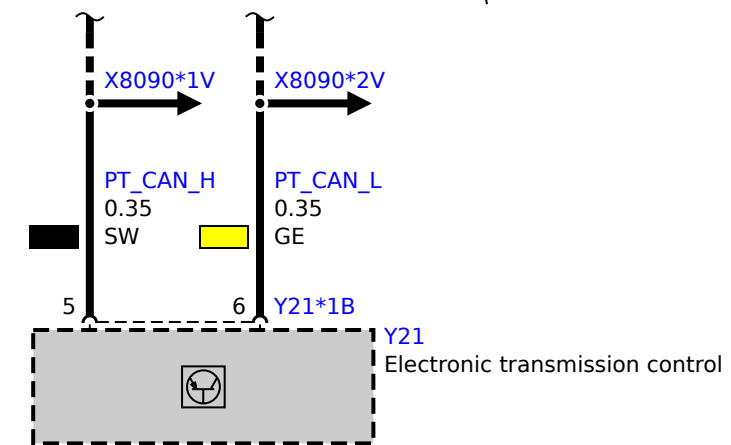 X8090*1V X8090*2V
PT_CAN_H PT_CAN_L
0.35 0.35
SW GE
5 6 Y21*1B
Y21
Electronic transmission control